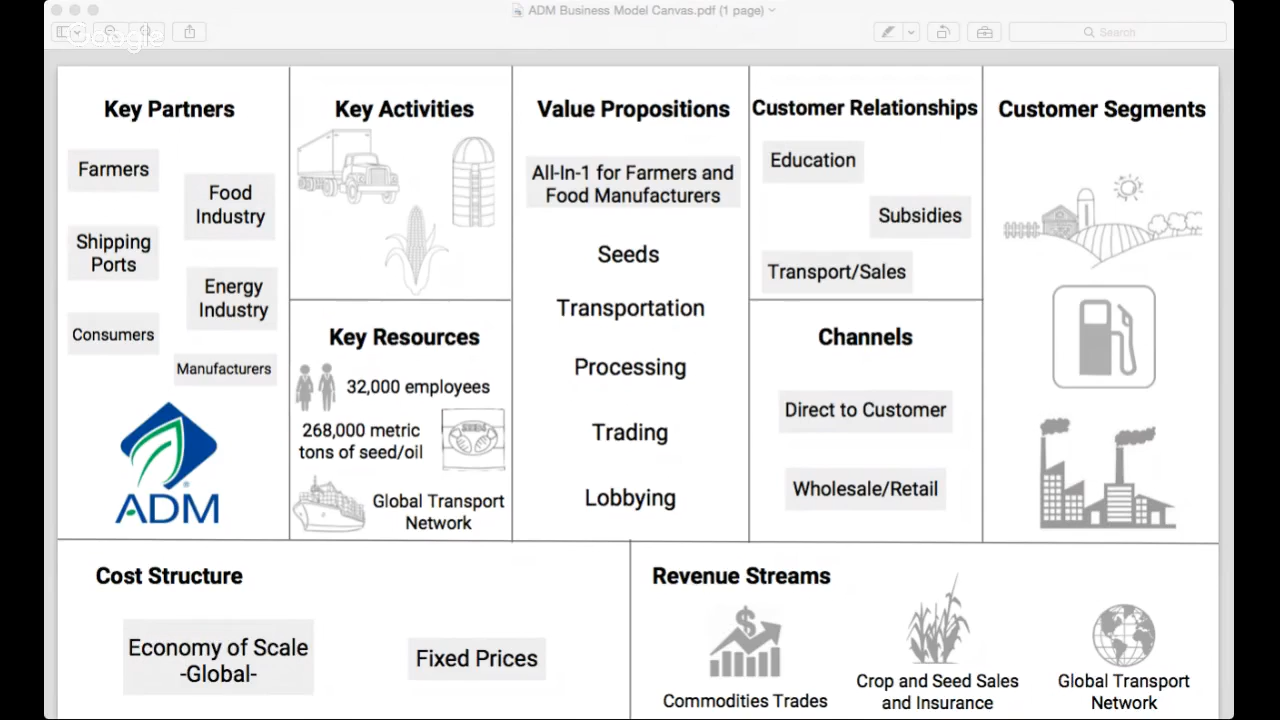 ADM Business Model Canvas.pdf (1 page)
Google
Search
Key Partners
Farmers
Food
Industry
Shipping
Ports
Energy
Industry
Consumers
Manufacturers
ADM
Key Activities
Key Resources
32,000 employees
268,000 metric
tons of seed/oil
SEEDS
Global Transport
Network
Value Propositions
All-In-1 for Farmers and
Food Manufacturers
Seeds
Transportation
Processing
Trading
Lobbying
Customer Relationships
Education
Subsidies
Transport/Sales
Channels
Direct to Customer
Wholesale/Retail
Customer Segments
Cost Structure
Economy of Scale
-Global-
Fixed Prices
Revenue Streams
$
Commodities Trades
Crop and Seed Sales
and Insurance
Global Transport
Network